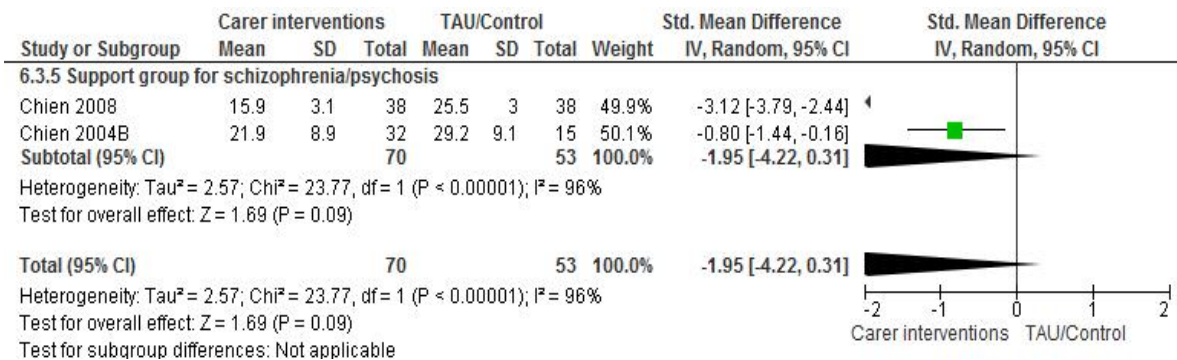 Carer interventions TAU/Control Std. Mean Difference Std. Mean Difference
Study or Subgroup Mean SD Total Mean SD Total Weight IV, Random, 95% CI IV, Random, 95% CI
6.3.5 Support group for schizophrenia/psychosis
Chien 2008 15.9 3.1 38 25.5 3 38 49.9% -3.12 [-3.79, -2.44]
Chien 2004B 21.9 8.9 32 29.2 9.1 15 50.1% -0.80 [-1.44, -0.16]
Subtotal (95% CI) 70 53 100.0% -1.95 [-4.22, 0.31]
Heterogeneity: Tau² = 2.57; Chi² = 23.77, df = 1 (P < 0.00001); I² = 96%
Test for overall effect: Z = 1.69 (P = 0.09)
Total (95% CI) 70 53 100.0% -1.95 [-4.22, 0.31]
Heterogeneity: Tau² = 2.57; Chi² = 23.77, df = 1 (P < 0.00001); I² = 96%
Test for overall effect: Z = 1.69 (P = 0.09)
Test for subgroup differences: Not applicable
-2 -1 0 1 2
Carer interventions TAU/Control